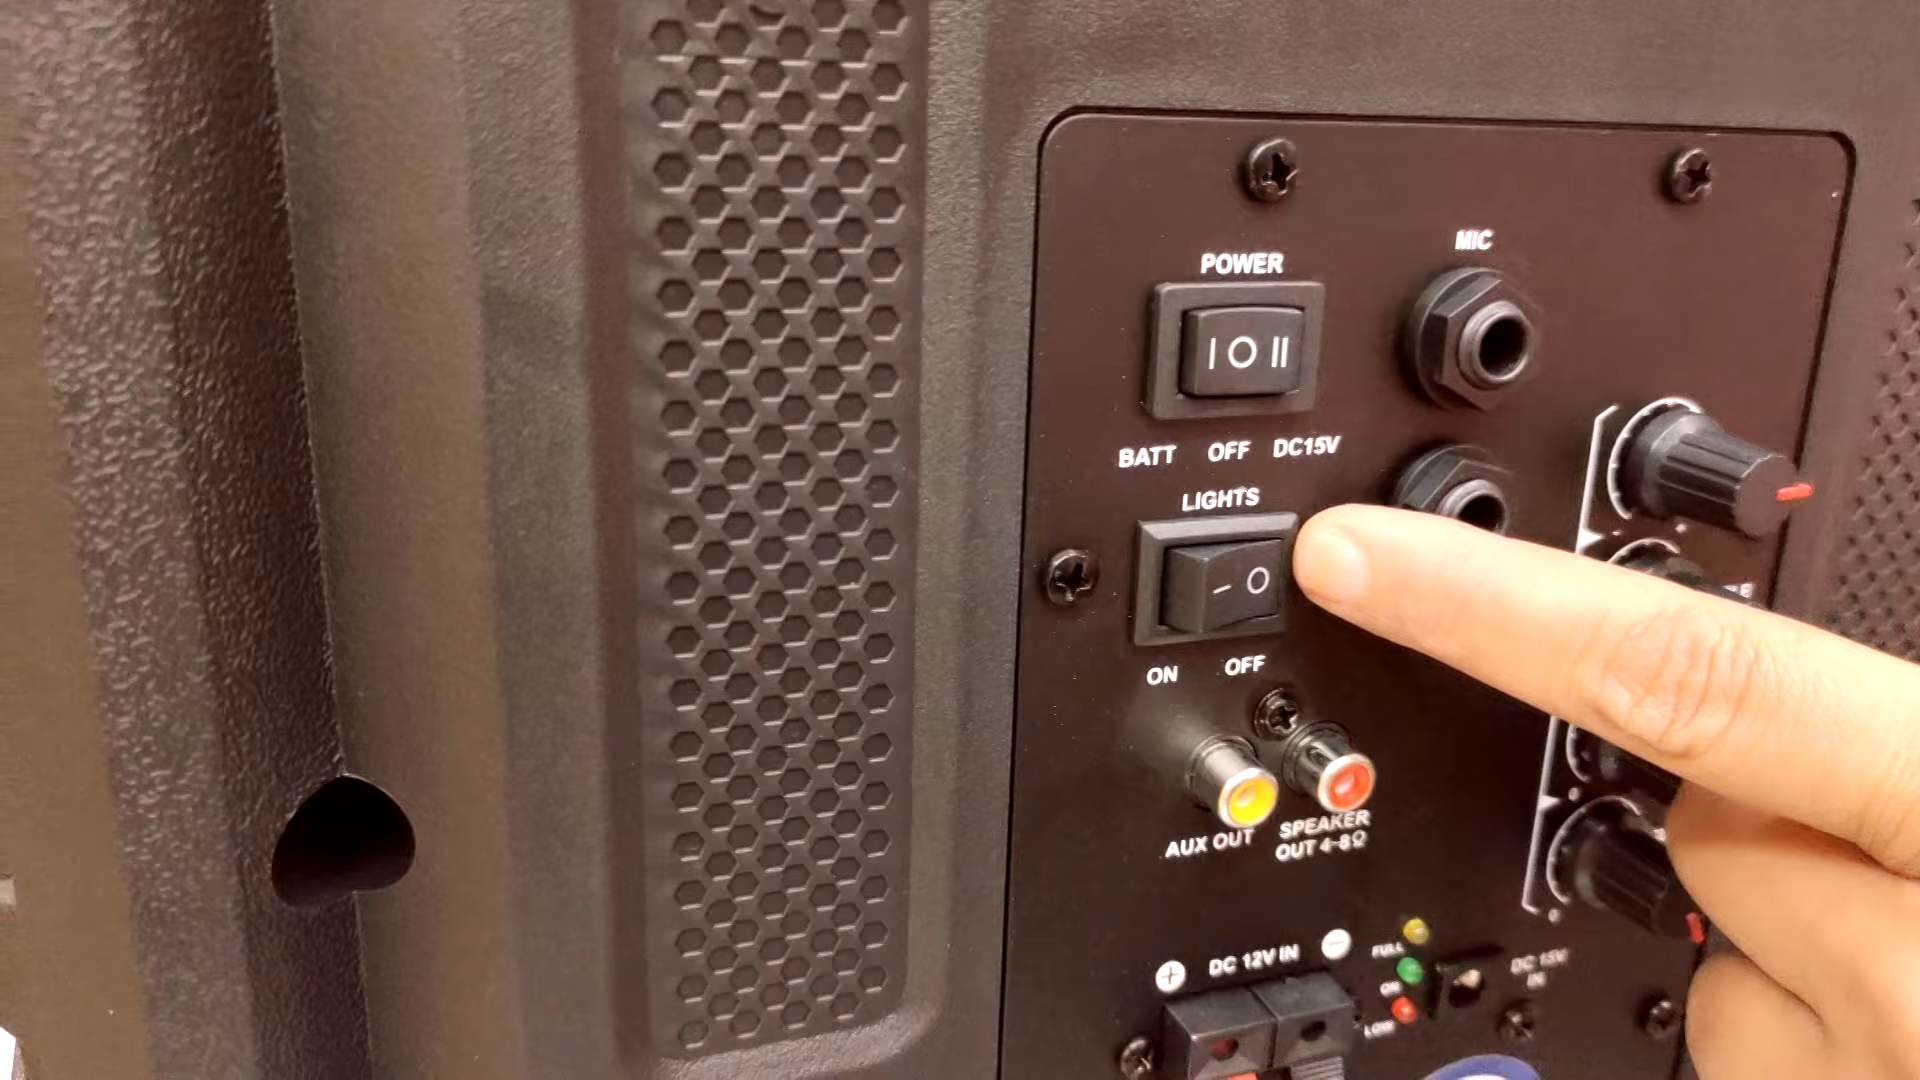 MIC
POWER
I O II
BATT OFF DC15V
LIGHTS
- O
ON OFF
AUX OUT
SPEAKER
OUT 4-8Ω
+ DC 12V IN -
FULL
ON
LOW
DC 15V
IN